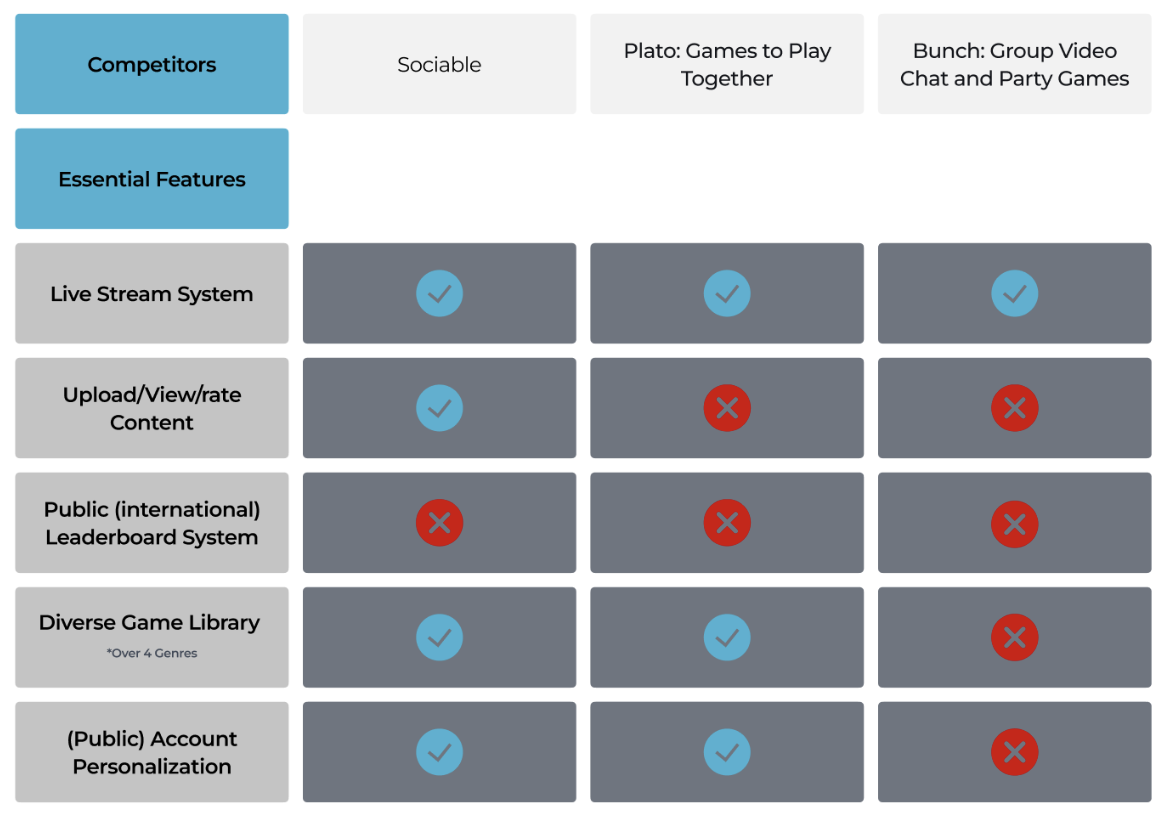 Competitors
Sociable
Plato: Games to Play
Together
Bunch: Group Video
Chat and Party Games
Essential Features
Live Stream System
Upload/View/rate
Content
Public (international)
Leaderboard System
Diverse Game Library
*Over 4 Genres
(Public) Account
Personalization